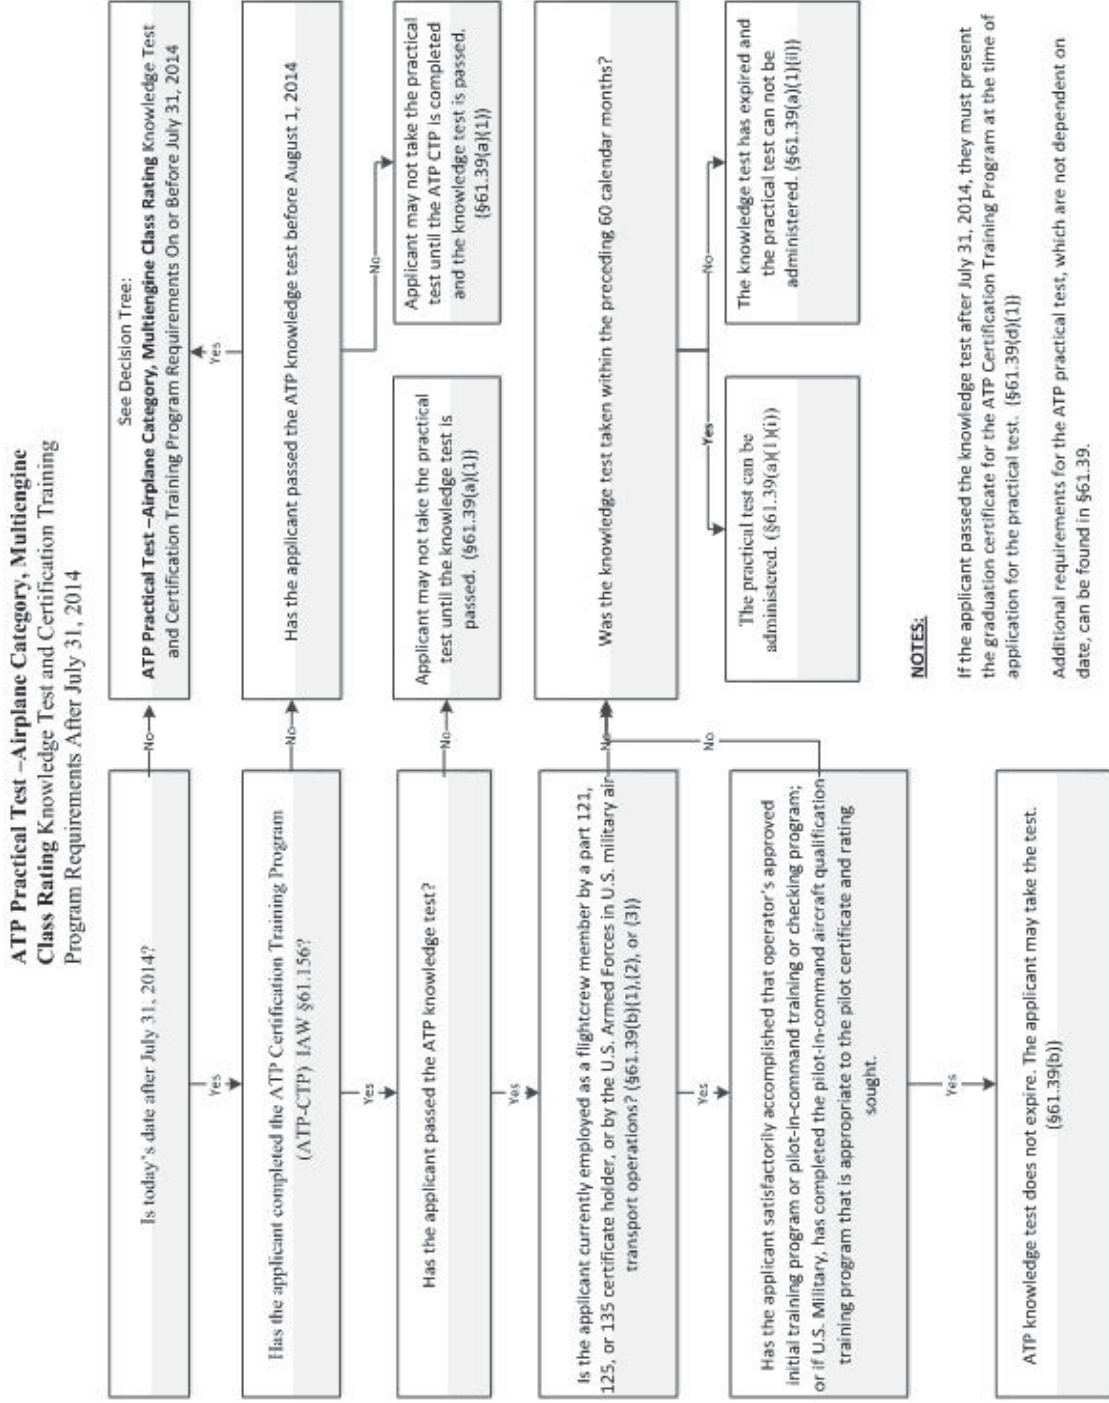 ATP Practical Test –Airplane Category, Multiengine
Class Rating Knowledge Test and Certification Training
Program Requirements After July 31, 2014
Is today's date after July 31, 2014?
No
See Decision Tree:
ATP Practical Test –Airplane Category, Multiengine Class Rating Knowledge Test
and Certification Training Program Requirements On or Before July 31, 2014
Yes
Yes
Has the applicant completed the ATP Certification Training Program
(ATP-CTP) IAW §61.156?
No
Has the applicant passed the ATP knowledge test before August 1, 2014
Yes
No
Has the applicant passed the ATP knowledge test?
No
Applicant may not take the practical
test until the knowledge test is
passed. (§61.39(a)(1))
Applicant may not take the practical
test until the ATP CTP is completed
and the knowledge test is passed.
(§61.39(a)(1))
Yes
Is the applicant currently employed as a flightcrew member by a part 121,
125, or 135 certificate holder, or by the U.S. Armed Forces in U.S. military air
transport operations? (§61.39(b)(1),(2), or (3))
No
Was the knowledge test taken within the preceding 60 calendar months?
Yes
No
Yes
No
Has the applicant satisfactorily accomplished that operator's approved
initial training program or pilot-in-command training or checking program;
or if U.S. Military, has completed the pilot-in-command aircraft qualification
training program that is appropriate to the pilot certificate and rating
sought.
The practical test can be
administered. (§61.39(a)(1)(i))
The knowledge test has expired and
the practical test can not be
administered. (§61.39(a)(1)(ii))
Yes
ATP knowledge test does not expire. The applicant may take the test.
(§61.39(b))
NOTES:
If the applicant passed the knowledge test after July 31, 2014, they must present
the graduation certificate for the ATP Certification Training Program at the time of
application for the practical test. (§61.39(d)(1))
Additional requirements for the ATP practical test, which are not dependent on
date, can be found in §61.39.